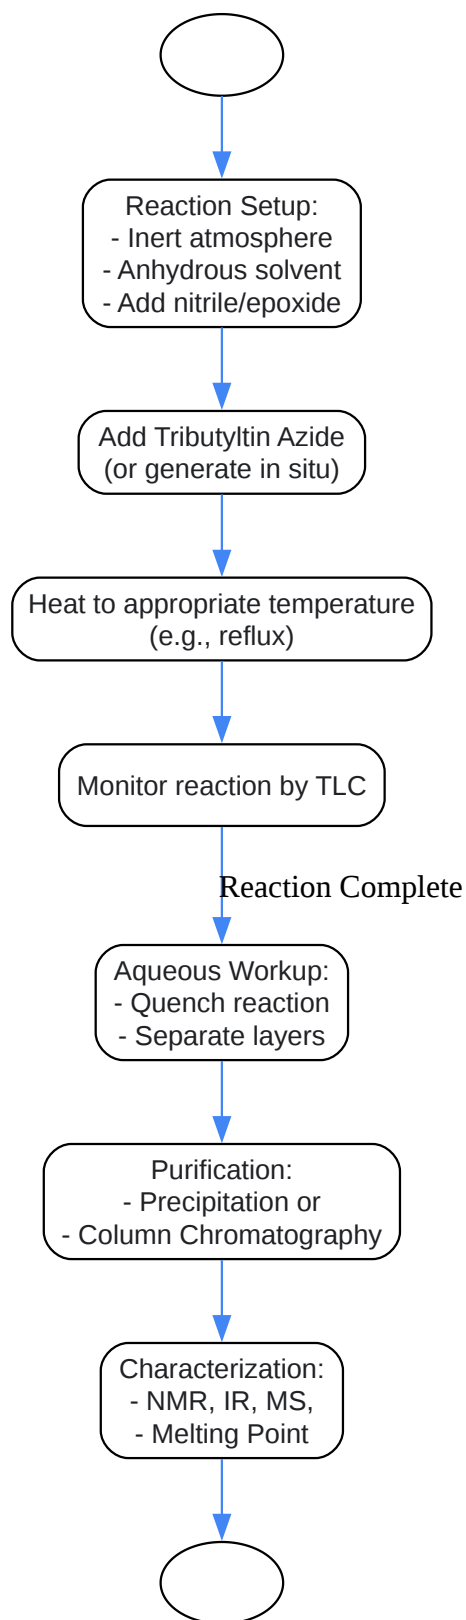 Reaction Setup:
- Inert atmosphere
- Anhydrous solvent
- Add nitrile/epoxide
Add Tributyltin Azide
(or generate in situ)
Heat to appropriate temperature
(e.g., reflux)
Monitor reaction by TLC
Reaction Complete
Aqueous Workup:
- Quench reaction
- Separate layers
Purification:
- Precipitation or
- Column Chromatography
Characterization:
- NMR, IR, MS,
- Melting Point